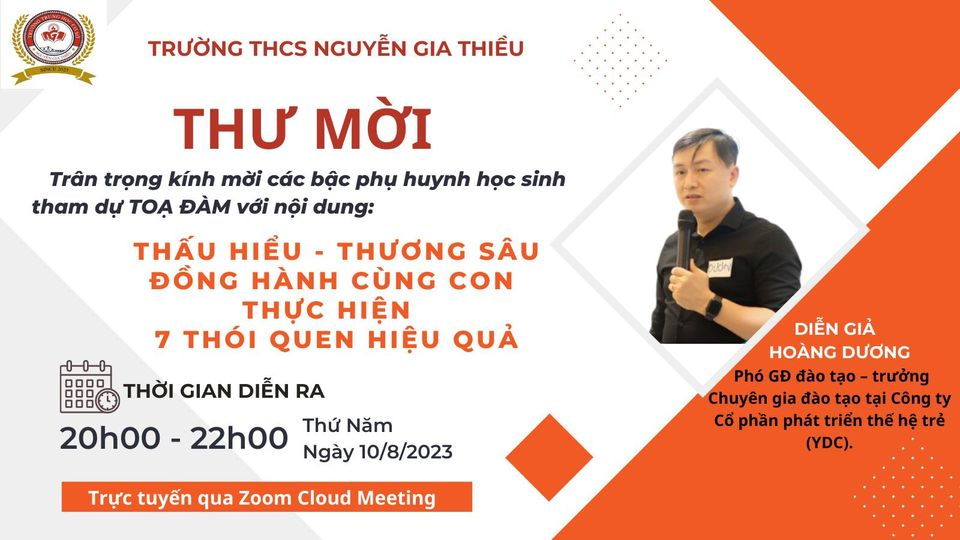 TRƯỜNG THCS NGUYỄN GIA THIỀU
THƯ MỜI
Trân trọng kính mời các bậc phụ huynh học sinh
tham dự TOẠ ĐÀM với nội dung:
THẤU HIỂU - THƯƠNG SÂU
ĐỒNG HÀNH CÙNG CON
THỰC HIỆN
7 THÓI QUEN HIỆU QUẢ
THỜI GIAN DIỄN RA
20h00 - 22h00
Thứ Năm
Ngày 10/8/2023
Trực tuyến qua Zoom Cloud Meeting
DIỄN GIẢ
HOÀNG DƯƠNG
Phó GĐ đào tạo – trưởng
Chuyên gia đào tạo tại Công ty
Cổ phần phát triển thế hệ trẻ
(YDC).